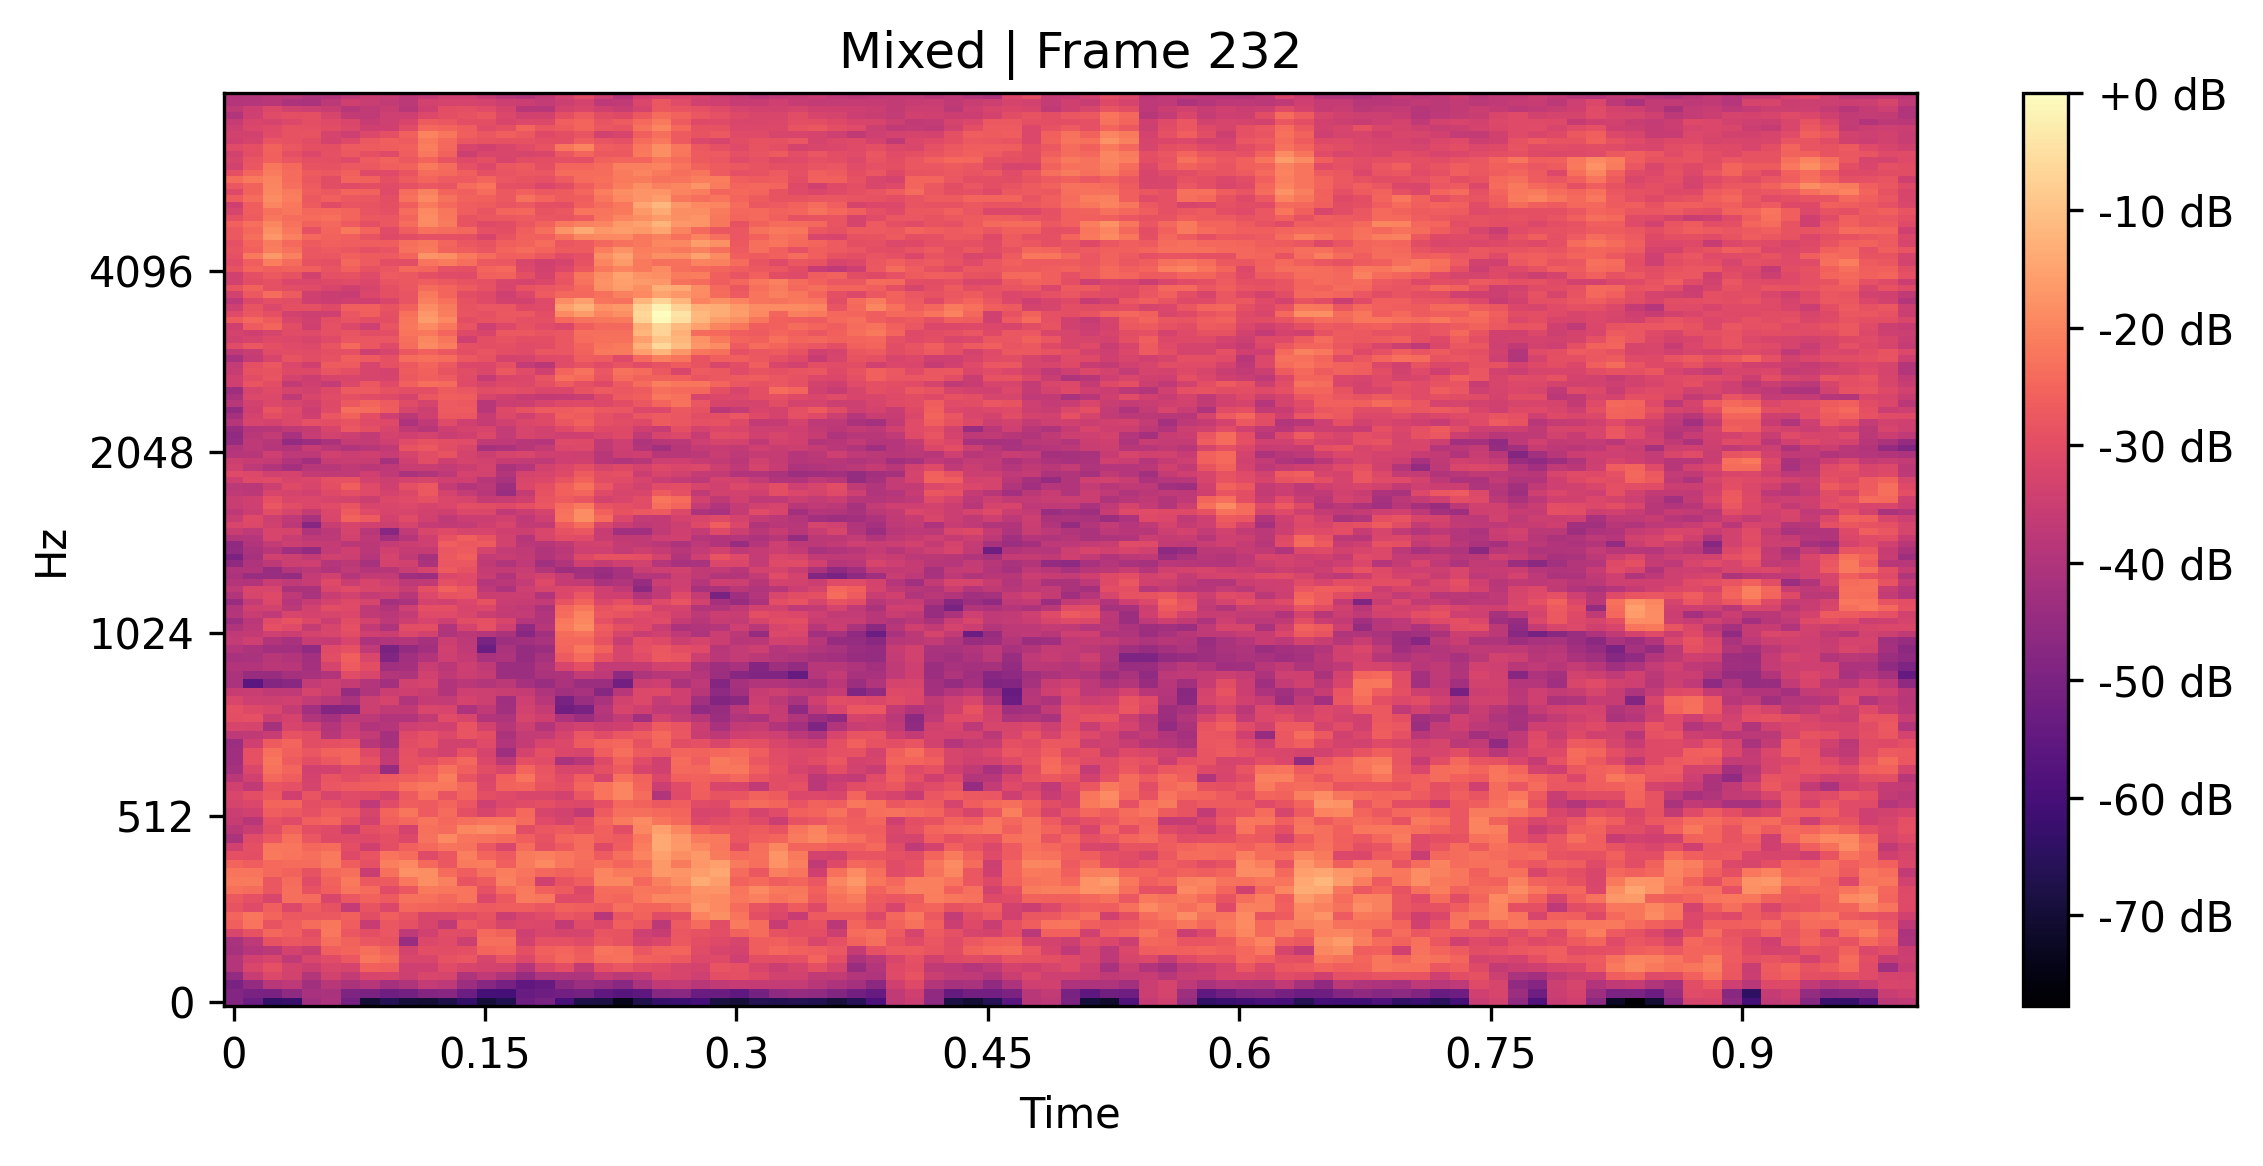 Mixed | Frame 232
+0 dB
-10 dB
-20 dB
-30 dB
-40 dB
-50 dB
-60 dB
-70 dB
4096
2048
1024
512
0
Hz
0 0.15 0.3 0.45 0.6 0.75 0.9
Time